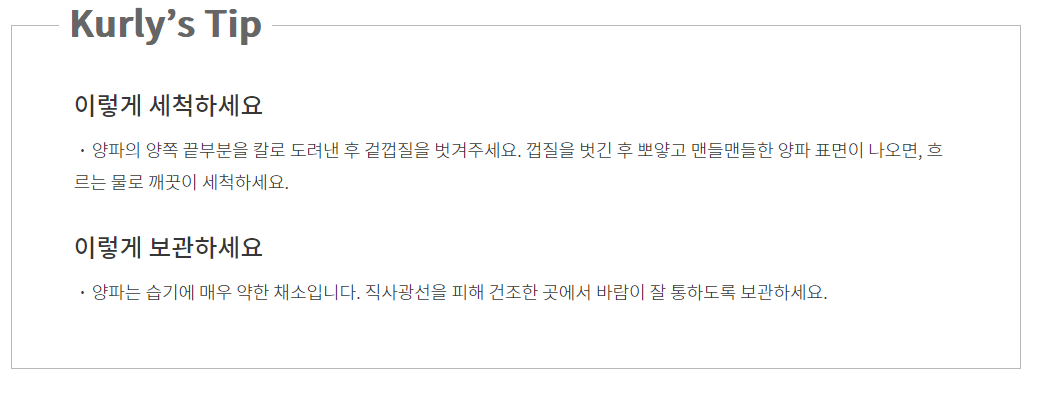 Kurly’s Tip
이렇게 세척하세요
・양파의 양쪽 끝부분을 칼로 도려낸 후 겉껍질을 벗겨주세요. 껍질을 벗긴 후 뽀얗고 맨들맨들한 양파 표면이 나오면, 흐
르는 물로 깨끗이 세척하세요.
이렇게 보관하세요
・양파는 습기에 매우 약한 채소입니다. 직사광선을 피해 건조한 곳에서 바람이 잘 통하도록 보관하세요.